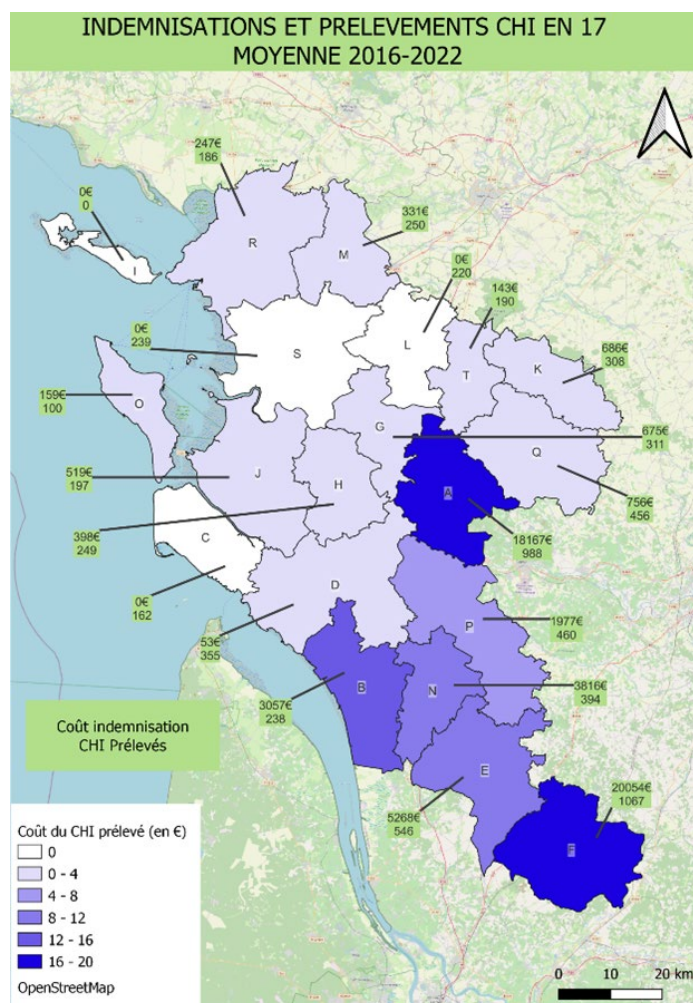 INDEMNISATIONS ET PRELEVEMENTS CHI EN 17
MOYENNE 2016-2022
247€
186
0€
0
331€
250
R
M
I
0€
220
143€
190
0€
239
S
L
T
K
686€
308
159€
100
O
G
675€
311
Q
519€
197
J
H
A
756€
456
398€
249
C
18167€
988
0€
162
D
P
1977€
460
53€
355
B
N
3816€
394
3057€
238
Coût indemnisation
CHI Prélevés
E
5268€
546
20054€
1067
F
Coût du CHI prélevé (en €)
0
0 - 4
4 - 8
8 - 12
12 - 16
16 - 20
OpenStreetMap
0 10 20 km